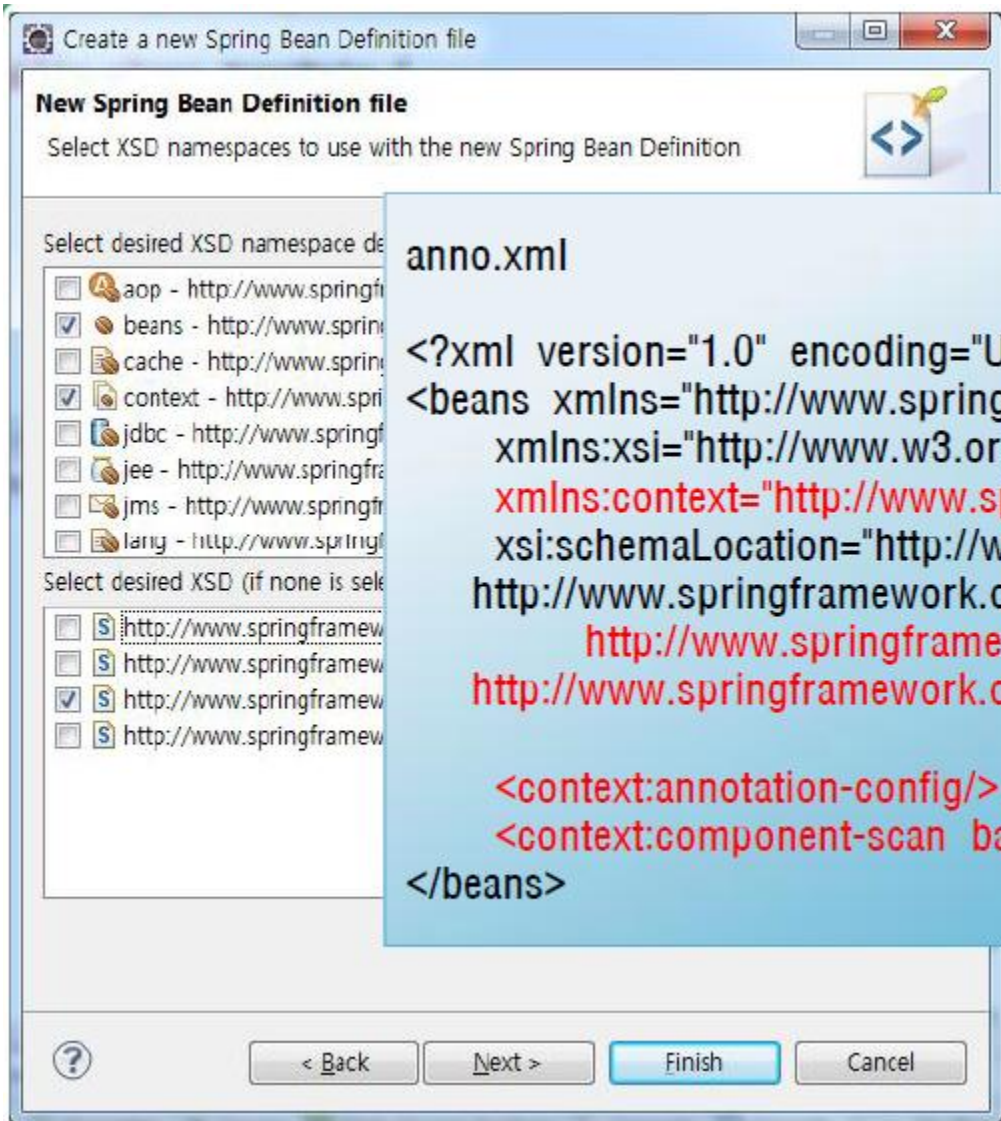 Create a new Spring Bean Definition file
New Spring Bean Definition file
Select XSD namespaces to use with the new Spring Bean Definition
Select desired XSD namespace de
aop - http://www.springfr
beans - http://www.spring
cache - http://www.sprin
context - http://www.spri
jdbc - http://www.springf
jee - http://www.springfra
jms - http://www.springfr
lang - http://www.springf
Select desired XSD (if none is sele
http://www.springframew
http://www.springframew
http://www.springframew
http://www.springframew
anno.xml
<?xml version="1.0" encoding="U
<beans xmlns="http://www.spring
xmlns:xsi="http://www.w3.or
xmlns:context="http://www.sp
xsi:schemaLocation="http://w
http://www.springframework.o
http://www.springframe
http://www.springframework.o
<context:annotation-config/>
<context:component-scan ba
</beans>
< Back
Next >
Finish
Cancel